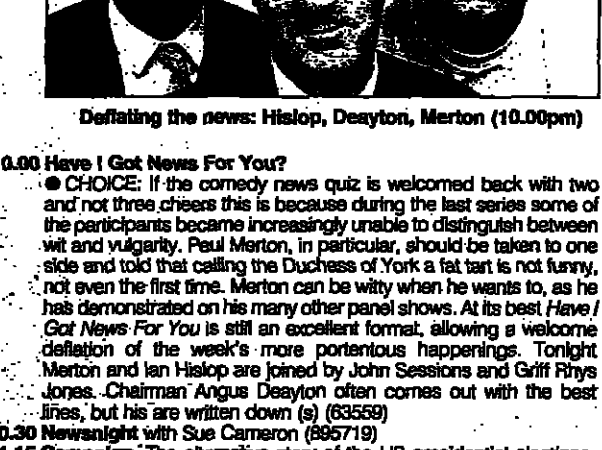 Deflating the news: Hislop, Deayton, Merton (10.00pm)
0.00 Have I Got News For You?
● CHOICE: If the comedy news quiz is welcomed back with two
and not three cheers this is because during the last series some of
the participants became increasingly unable to distinguish between
wit and vulgarity. Paul Merton, in particular, should be taken to one
side and told that calling the Duchess of York a fat tart is not funny,
not even the first time. Merton can be witty when he wants to, as he
has demonstrated on his many other panel shows. At its best Have I
Got News For You is still an excellent format, allowing a welcome
deflation of the week's more portentous happenings. Tonight
Merton and Ian Hislop are joined by John Sessions and Griff Rhys
Jones. Chairman Angus Deayton often comes out with the best
lines, but his are written down (s) (63559)
0.30 Newsnight with Sue Cameron (895719)
The alternative story of the US presidential elections